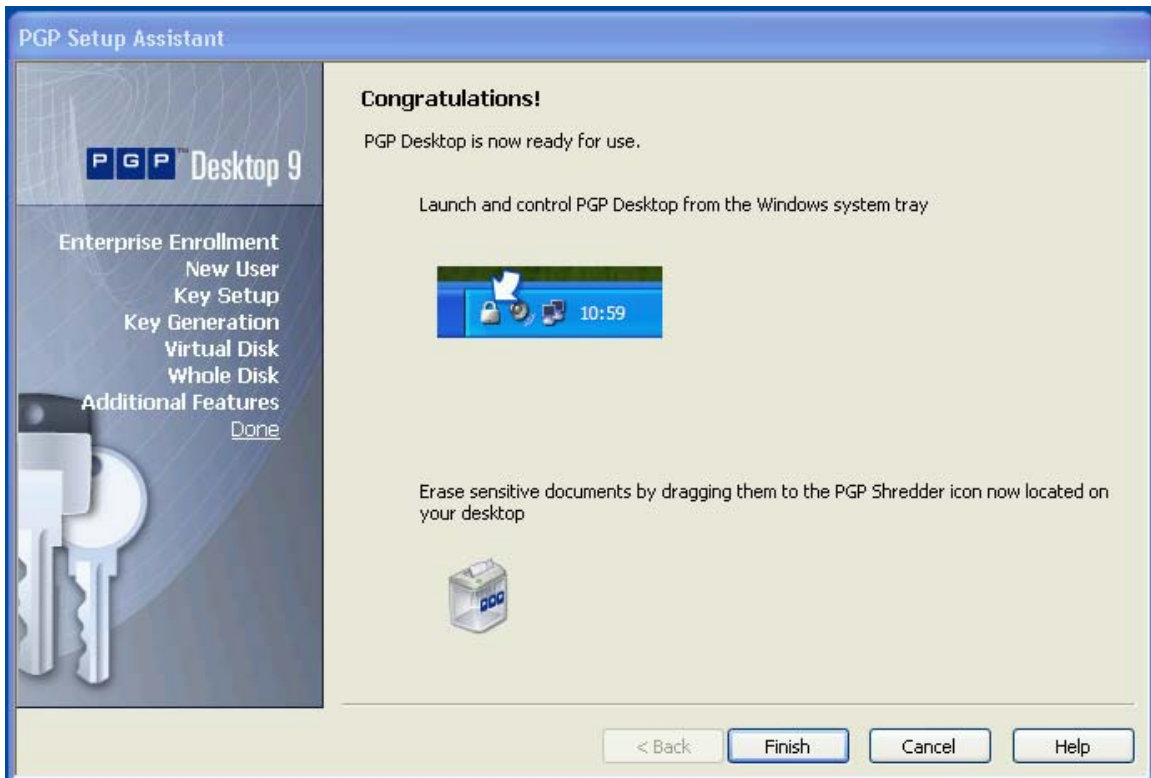 PGP Setup Assistant
PGP™ Desktop 9
Enterprise Enrollment
New User
Key Setup
Key Generation
Virtual Disk
Whole Disk
Additional Features
Done
Congratulations!
PGP Desktop is now ready for use.
Launch and control PGP Desktop from the Windows system tray
10:59
Erase sensitive documents by dragging them to the PGP Shredder icon now located on
your desktop
PGP
< Back
Finish
Cancel
Help